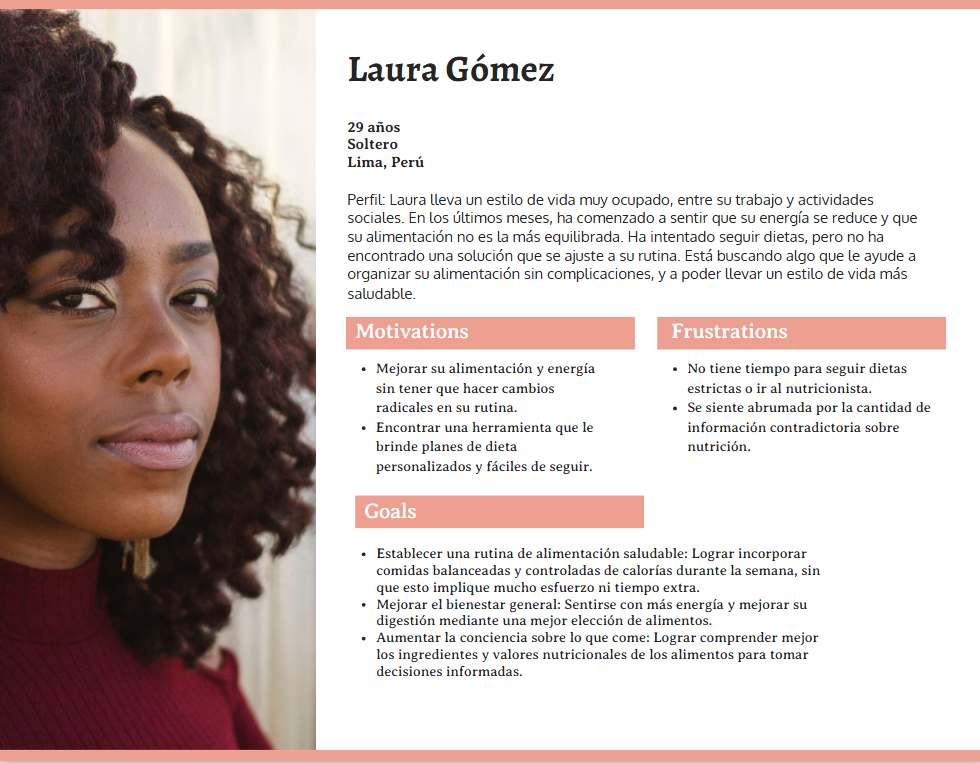 Laura Gómez
29 años
Soltero
Lima, Perú
Perfil: Laura lleva un estilo de vida muy ocupado, entre su trabajo y actividades
sociales. En los últimos meses, ha comenzado a sentir que su energía se reduce y que
su alimentación no es la más equilibrada. Ha intentado seguir dietas, pero no ha
encontrado una solución que se ajuste a su rutina. Está buscando algo que le ayude a
organizar su alimentación sin complicaciones, y a poder llevar un estilo de vida más
saludable.
Motivations
• Mejorar su alimentación y energía
sin tener que hacer cambios
radicales en su rutina.
• Encontrar una herramienta que le
brinde planes de dieta
personalizados y fáciles de seguir.
Frustrations
• No tiene tiempo para seguir dietas
estrictas o ir al nutricionista.
• Se siente abrumada por la cantidad de
información contradictoria sobre
nutrición.
Goals
• Establecer una rutina de alimentación saludable: Lograr incorporar
comidas balanceadas y controladas de calorías durante la semana, sin
que esto implique mucho esfuerzo ni tiempo extra.
• Mejorar el bienestar general: Sentirse con más energía y mejorar su
digestión mediante una mejor elección de alimentos.
• Aumentar la conciencia sobre lo que come: Lograr comprender mejor
los ingredientes y valores nutricionales de los alimentos para tomar
decisiones informadas.